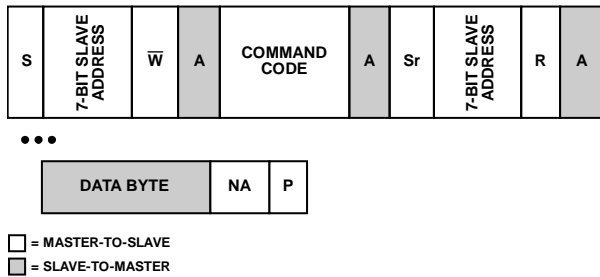 S 7-BIT SLAVE ADDRESS W̅ A COMMAND CODE A Sr 7-BIT SLAVE ADDRESS R A
•••
DATA BYTE NA P
= MASTER-TO-SLAVE
= SLAVE-TO-MASTER